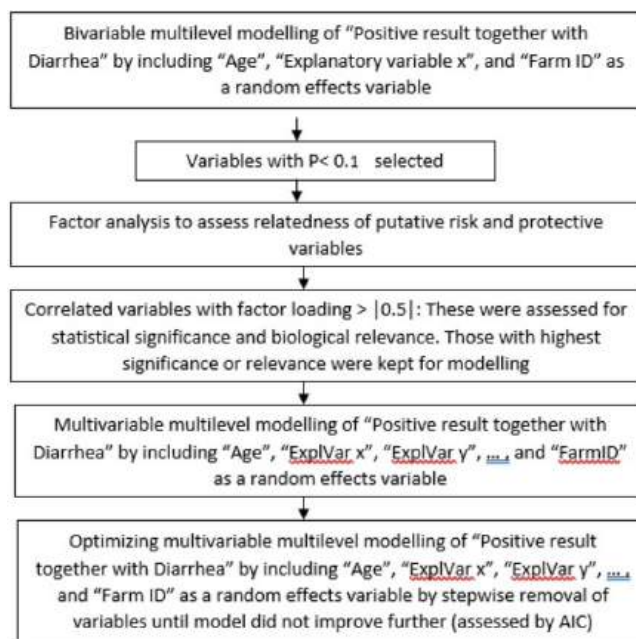 Bivariable multilevel modelling of “Positive result together with
Diarrhea” by including “Age”, “Explanatory variable x”, and “Farm ID” as
a random effects variable
Variables with P< 0.1 selected
Factor analysis to assess relatedness of putative risk and protective
variables
Correlated variables with factor loading > |0.5|: These were assessed for
statistical significance and biological relevance. Those with highest
significance or relevance were kept for modelling
Multivariable multilevel modelling of “Positive result together with
Diarrhea” by including “Age”, “ExplVar x”, “ExplVar y”, ... , and “FarmID”
as a random effects variable
Optimizing multivariable multilevel modelling of “Positive result
together with Diarrhea” by including “Age”, “ExplVar x”, “ExplVar y”, ... ,
and “Farm ID” as a random effects variable by stepwise removal of
variables until model did not improve further (assessed by AIC)